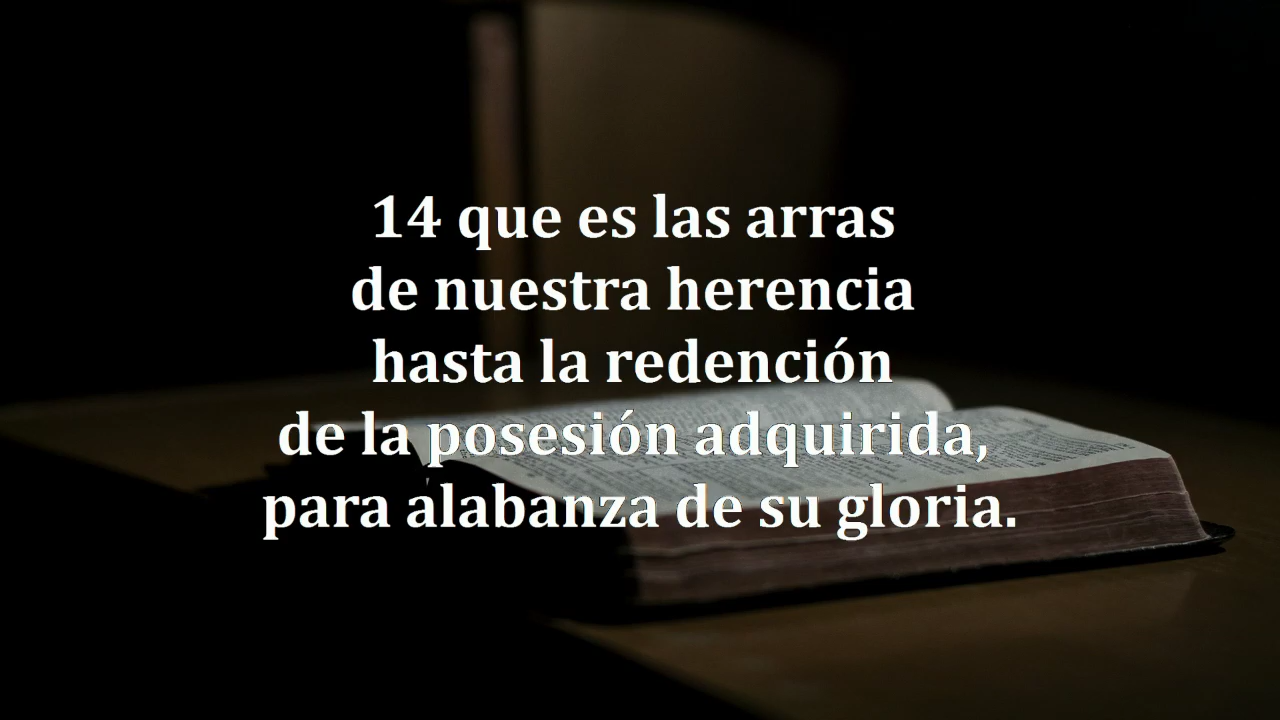 14 que es las arras
de nuestra herencia
hasta la redención
de la posesión adquirida,
para alabanza de su gloria.